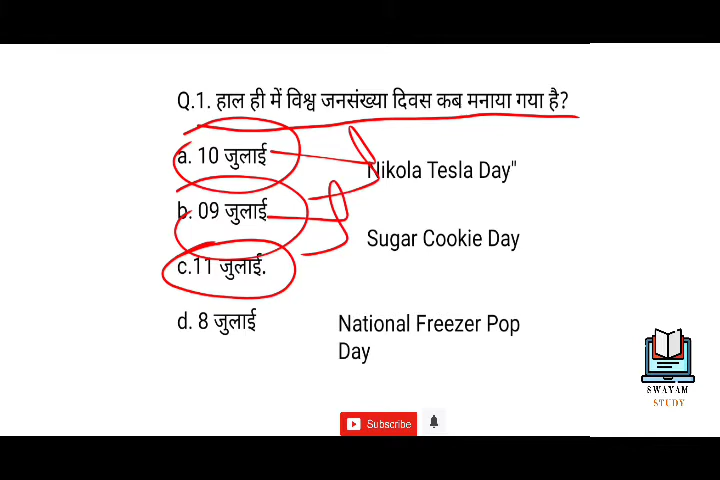 Q.1. हाल ही में विश्व जनसंख्या दिवस कब मनाया गया है?
a. 10 जुलाई
Nikola Tesla Day"
b. 09 जुलाई
Sugar Cookie Day
c.11 जुलाई.
d. 8 जुलाई
National Freezer Pop
Day
SWAYAM
STUDY
Subscribe